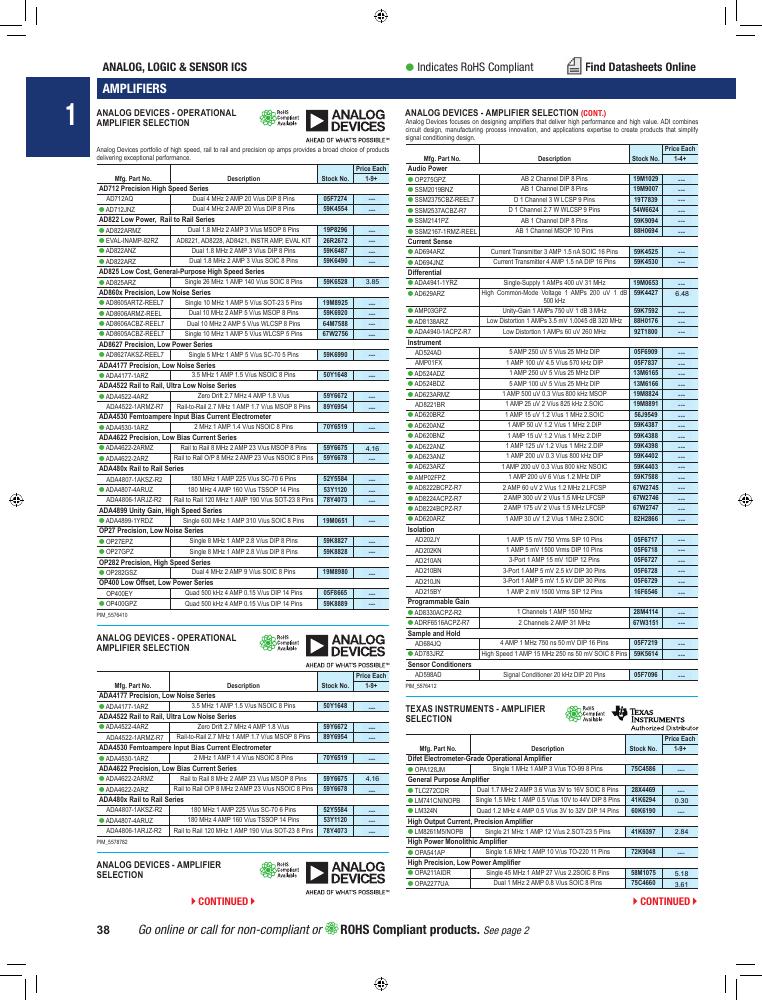 ANALOG, LOGIC & SENSOR ICS
Indicates RoHS Compliant
Find Datasheets Online
AMPLIFIERS
1
ANALOG DEVICES - OPERATIONAL
AMPLIFIER SELECTION
RoHS
Compliant
Available
ANALOG
DEVICES
AHEAD OF WHAT'S POSSIBLE™
Analog Devices portfolio of high speed, rail to rail and precision op amps provides a broad choice of products
delivering exceptional performance.
Price Each
Mfg. Part No. Description Stock No. 1-9+
AD712 Precision High Speed Series
AD712AQ Dual 4 MHz 2 AMP 20 V/us DIP 8 Pins 05F7274 ---
AD712JNZ Dual 4 MHz 2 AMP 20 V/us DIP 8 Pins 59K4554 ---
AD822 Low Power, Rail to Rail Series
AD822ARMZ Dual 1.8 MHz 2 AMP 3 V/us MSOP 8 Pins 19P8296 ---
EVAL-INAMP-82RZ AD8221, AD8228, AD8421, INSTR AMP, EVAL KIT 26R2672 ---
AD822ANZ Dual 1.8 MHz 2 AMP 3 V/us DIP 8 Pins 59K6487 ---
AD822ARZ Dual 1.8 MHz 2 AMP 3 V/us SOIC 8 Pins 59K6490 ---
AD825 Low Cost, General-Purpose High Speed Series
AD825ARZ Single 26 MHz 1 AMP 140 V/us SOIC 8 Pins 59K6528 3.85
AD860x Precision, Low Noise Series
AD8605ARTZ-REEL7 Single 10 MHz 1 AMP 5 V/us SOT-23 5 Pins 19M8925 ---
AD8606ARMZ-REEL Dual 10 MHz 2 AMP 5 V/us MSOP 8 Pins 59K6920 ---
AD8606ACBZ-REEL7 Dual 10 MHz 2 AMP 5 V/us WLCSP 8 Pins 64M7588 ---
AD8605ACBZ-REEL7 Single 10 MHz 1 AMP 5 V/us WLCSP 5 Pins 67W2756 ---
AD8627 Precision, Low Power Series
AD8627AKSZ-REEL7 Single 5 MHz 1 AMP 5 V/us SC-70 5 Pins 59K6990 ---
ADA4177 Precision, Low Noise Series
ADA4177-1ARZ 3.5 MHz 1 AMP 1.5 V/us NSOIC 8 Pins 50Y1648 ---
ADA4522 Rail to Rail, Ultra Low Noise Series
ADA4522-4ARZ Zero Drift 2.7 MHz 4 AMP 1.8 V/us 59Y6672 ---
ADA4522-1ARMZ-R7 Rail-to-Rail 2.7 MHz 1 AMP 1.7 V/us MSOP 8 Pins 89Y6954 ---
ADA4530 Femtoampere Input Bias Current Electrometer
ADA4530-1ARZ 2 MHz 1 AMP 1.4 V/us NSOIC 8 Pins 70Y6519 ---
ADA4622 Precision, Low Bias Current Series
ADA4622-2ARMZ Rail to Rail 8 MHz 2 AMP 23 V/us MSOP 8 Pins 59Y6675 4.16
ADA4622-2ARZ Rail to Rail O/P 8 MHz 2 AMP 23 V/us NSOIC 8 Pins 59Y6678 ---
ADA480x Rail to Rail Series
ADA4807-1AKSZ-R2 180 MHz 1 AMP 225 V/us SC-70 6 Pins 52Y5584 ---
ADA4807-4ARUZ 180 MHz 4 AMP 160 V/us TSSOP 14 Pins 53Y1120 ---
ADA4806-1ARJZ-R2 Rail to Rail 120 MHz 1 AMP 190 V/us SOT-23 8 Pins 78Y4073 ---
ADA4899 Unity Gain, High Speed Series
ADA4899-1YRDZ Single 600 MHz 1 AMP 310 V/us SOIC 8 Pins 19M0651 ---
OP27 Precision, Low Noise Series
OP27EPZ Single 8 MHz 1 AMP 2.8 V/us DIP 8 Pins 59K8827 ---
OP27GPZ Single 8 MHz 1 AMP 2.8 V/us DIP 8 Pins 59K8828 ---
OP282 Precision, High Speed Series
OP282GSZ Dual 4 MHz 2 AMP 9 V/us SOIC 8 Pins 19M8980 ---
OP400 Low Offset, Low Power Series
OP400EY Quad 500 kHz 4 AMP 0.15 V/us DIP 14 Pins 05F8665 ---
OP400GPZ Quad 500 kHz 4 AMP 0.15 V/us DIP 14 Pins 59K8889 ---
PIM_5576410
ANALOG DEVICES - OPERATIONAL
AMPLIFIER SELECTION
RoHS
Compliant
Available
ANALOG
DEVICES
AHEAD OF WHAT'S POSSIBLE™
Price Each
Mfg. Part No. Description Stock No. 1-9+
ADA4177 Precision, Low Noise Series
ADA4177-1ARZ 3.5 MHz 1 AMP 1.5 V/us NSOIC 8 Pins 50Y1648 ---
ADA4522 Rail to Rail, Ultra Low Noise Series
ADA4522-4ARZ Zero Drift 2.7 MHz 4 AMP 1.8 V/us 59Y6672 ---
ADA4522-1ARMZ-R7 Rail-to-Rail 2.7 MHz 1 AMP 1.7 V/us MSOP 8 Pins 89Y6954 ---
ADA4530 Femtoampere Input Bias Current Electrometer
ADA4530-1ARZ 2 MHz 1 AMP 1.4 V/us NSOIC 8 Pins 70Y6519 ---
ADA4622 Precision, Low Bias Current Series
ADA4622-2ARMZ Rail to Rail 8 MHz 2 AMP 23 V/us MSOP 8 Pins 59Y6675 4.16
ADA4622-2ARZ Rail to Rail O/P 8 MHz 2 AMP 23 V/us NSOIC 8 Pins 59Y6678 ---
ADA480x Rail to Rail Series
ADA4807-1AKSZ-R2 180 MHz 1 AMP 225 V/us SC-70 6 Pins 52Y5584 ---
ADA4807-4ARUZ 180 MHz 4 AMP 160 V/us TSSOP 14 Pins 53Y1120 ---
ADA4806-1ARJZ-R2 Rail to Rail 120 MHz 1 AMP 190 V/us SOT-23 8 Pins 78Y4073 ---
PIM_5578782
ANALOG DEVICES - AMPLIFIER
SELECTION
RoHS
Compliant
Available
ANALOG
DEVICES
AHEAD OF WHAT'S POSSIBLE™
CONTINUED
ANALOG DEVICES - AMPLIFIER SELECTION (CONT.)
Analog Devices focuses on designing amplifiers that deliver high performance and high value. ADI combines
circuit design, manufacturing process innovation, and applications expertise to create products that simplify
signal conditioning design.
Price Each
Mfg. Part No. Description Stock No. 1-4+
Audio Power
OP275GPZ AB 2 Channel DIP 8 Pins 19M1029 ---
SSM2019BNZ AB 1 Channel DIP 8 Pins 19M9007 ---
SSM2375CBZ-REEL7 D 1 Channel 3 W LCSP 9 Pins 19T7839 ---
SSM2537ACBZ-R7 D 1 Channel 2.7 W WLCSP 9 Pins 54W6624 ---
SSM2141PZ AB 1 Channel DIP 8 Pins 59K9094 ---
SSM2167-1RMZ-REEL AB 1 Channel MSOP 10 Pins 88H0694 ---
Current Sense
AD694ARZ Current Transmitter 3 AMP 1.5 nA SOIC 16 Pins 59K4525 ---
AD694JNZ Current Transmitter 4 AMP 1.5 nA DIP 16 Pins 59K4530 ---
Differential
ADA4941-1YRZ Single-Supply 1 AMPs 400 uV 31 MHz 19M0653 ---
AD629ARZ High Common-Mode Voltage 1 AMPs 200 uV 1 dB 59K4427 6.48
500 kHz
AMP03GPZ Unity-Gain 1 AMPs 750 uV 1 dB 3 MHz 59K7592 ---
AD8138ARZ Low Distortion 1 AMPs 3.5 mV 1.0045 dB 320 MHz 88H0176 ---
ADA4940-1ACPZ-R7 Low Distortion 1 AMPs 60 uV 260 MHz 92T1800 ---
Instrument
AD524AD 5 AMP 250 uV 5 V/us 25 MHz DIP 05F6909 ---
AMP01FX 1 AMP 100 uV 4.5 V/us 570 kHz DIP 05F7837 ---
AD524ADZ 1 AMP 250 uV 5 V/us 25 MHz DIP 13M6165 ---
AD524BDZ 5 AMP 100 uV 5 V/us 25 MHz DIP 13M6166 ---
AD623ARMZ 1 AMP 500 uV 0.3 V/us 800 kHz MSOP 19M8824 ---
AD8221BR 1 AMP 25 uV 2 V/us 825 kHz 2.SOIC 19M8891 ---
AD620BRZ 1 AMP 15 uV 1.2 V/us 1 MHz 2.SOIC 56J9549 ---
AD620ANZ 1 AMP 50 uV 1.2 V/us 1 MHz 2.DIP 59K4387 ---
AD620BNZ 1 AMP 15 uV 1.2 V/us 1 MHz 2.DIP 59K4388 ---
AD622ANZ 1 AMP 125 uV 1.2 V/us 1 MHz 2.DIP 59K4398 ---
AD623ANZ 1 AMP 200 uV 0.3 V/us 800 kHz DIP 59K4402 ---
AD623ARZ 1 AMP 200 uV 0.3 V/us 800 kHz NSOIC 59K4403 ---
AMP02FPZ 1 AMP 200 uV 6 V/us 1.2 MHz DIP 59K7588 ---
AD8222BCPZ-R7 2 AMP 60 uV 2 V/us 1.2 MHz 2.LFCSP 67W2745 ---
AD8224ACPZ-R7 2 AMP 300 uV 2 V/us 1.5 MHz LFCSP 67W2746 ---
AD8224BCPZ-R7 2 AMP 175 uV 2 V/us 1.5 MHz LFCSP 67W2747 ---
AD620ARZ 1 AMP 30 uV 1.2 V/us 1 MHz 2.SOIC 82H2866 ---
Isolation
AD202JY 1 AMP 15 mV 750 Vrms SIP 10 Pins 05F6717 ---
AD202KN 1 AMP 5 mV 1500 Vrms DIP 10 Pins 05F6718 ---
AD210AN 3-Port 1 AMP 15 mV 1DIP 12 Pins 05F6727 ---
AD210BN 3-Port 1 AMP 5 mV 2.5 kV DIP 30 Pins 05F6728 ---
AD210JN 3-Port 1 AMP 5 mV 1.5 kV DIP 30 Pins 05F6729 ---
AD215BY 1 AMP 2 mV 1500 Vrms SIP 12 Pins 16F6546 ---
Programmable Gain
AD8330ACPZ-R2 1 Channels 1 AMP 150 MHz 28M4114 ---
ADRF6516ACPZ-R7 2 Channels 2 AMP 31 MHz 67W3151 ---
Sample and Hold
AD684JQ 4 AMP 1 MHz 750 ns 50 mV DIP 16 Pins 05F7219 ---
AD783JRZ High Speed 1 AMP 15 MHz 250 ns 50 mV SOIC 8 Pins 59K5614 ---
Sensor Conditioners
AD598AD Signal Conditioner 20 kHz DIP 20 Pins 05F7096 ---
PIM_5576412
TEXAS INSTRUMENTS - AMPLIFIER
SELECTION
RoHS
Compliant
Available
TEXAS
INSTRUMENTS
Authorized Distributor
Price Each
Mfg. Part No. Description Stock No. 1-9+
Difet Electrometer-Grade Operational Amplifier
OPA128JM Single 1 MHz 1 AMP 3 V/us TO-99 8 Pins 75C4586 ---
General Purpose Amplifier
TLC272CDR Dual 1.7 MHz 2 AMP 3.6 V/us 3V to 16V SOIC 8 Pins 28X4469 ---
LM741CN/NOPB Single 1.5 MHz 1 AMP 0.5 V/us 10V to 44V DIP 8 Pins 41K6294 0.30
LM324N Quad 1.2 MHz 4 AMP 0.5 V/us 3V to 32V DIP 14 Pins 60K6190 ---
High Output Current, Precision Amplifier
LM8261M5/NOPB Single 21 MHz 1 AMP 12 V/us 2.SOT-23 5 Pins 41K6397 2.84
High Power Monolithic Amplifier
OPA541AP Single 1.6 MHz 1 AMP 10 V/us TO-220 11 Pins 72K9048 ---
High Precision, Low Power Amplifier
OPA211AIDR Single 45 MHz 1 AMP 27 V/us 2.2SOIC 8 Pins 58M1075 5.18
OPA2277UA Dual 1 MHz 2 AMP 0.8 V/us SOIC 8 Pins 75C4660 3.61
CONTINUED
38
Go online or call for non-compliant or ROHS Compliant products. See page 2